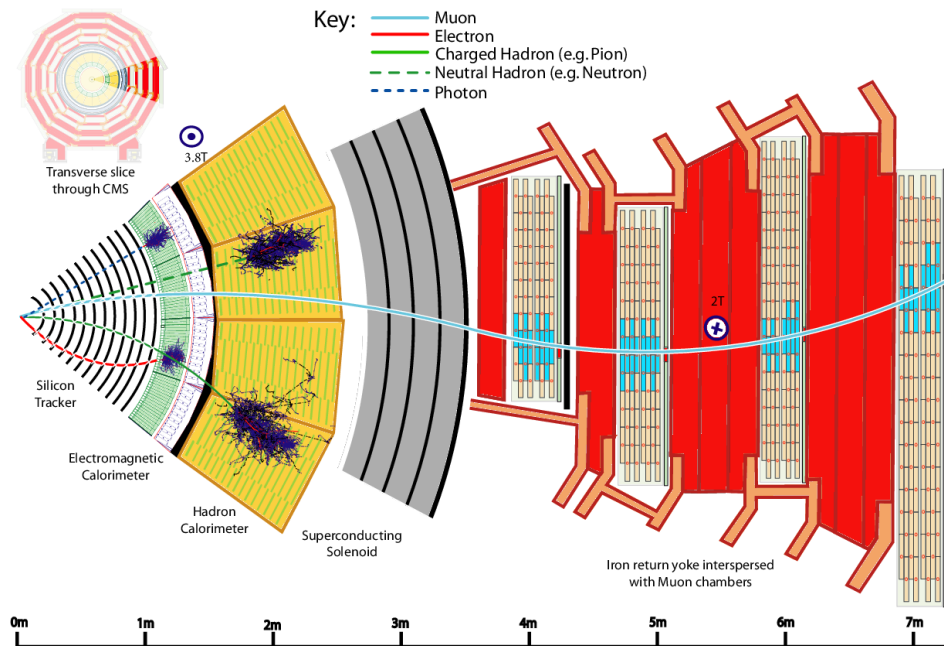 Key:
Muon
Electron
Charged Hadron (e.g. Pion)
Neutral Hadron (e.g. Neutron)
Photon
Transverse slice
through CMS
3.8T
2T
Silicon
Tracker
Electromagnetic
Calorimeter
Hadron
Calorimeter
Superconducting
Solenoid
Iron return yoke interspersed
with Muon chambers
0m
1m
2m
3m
4m
5m
6m
7m